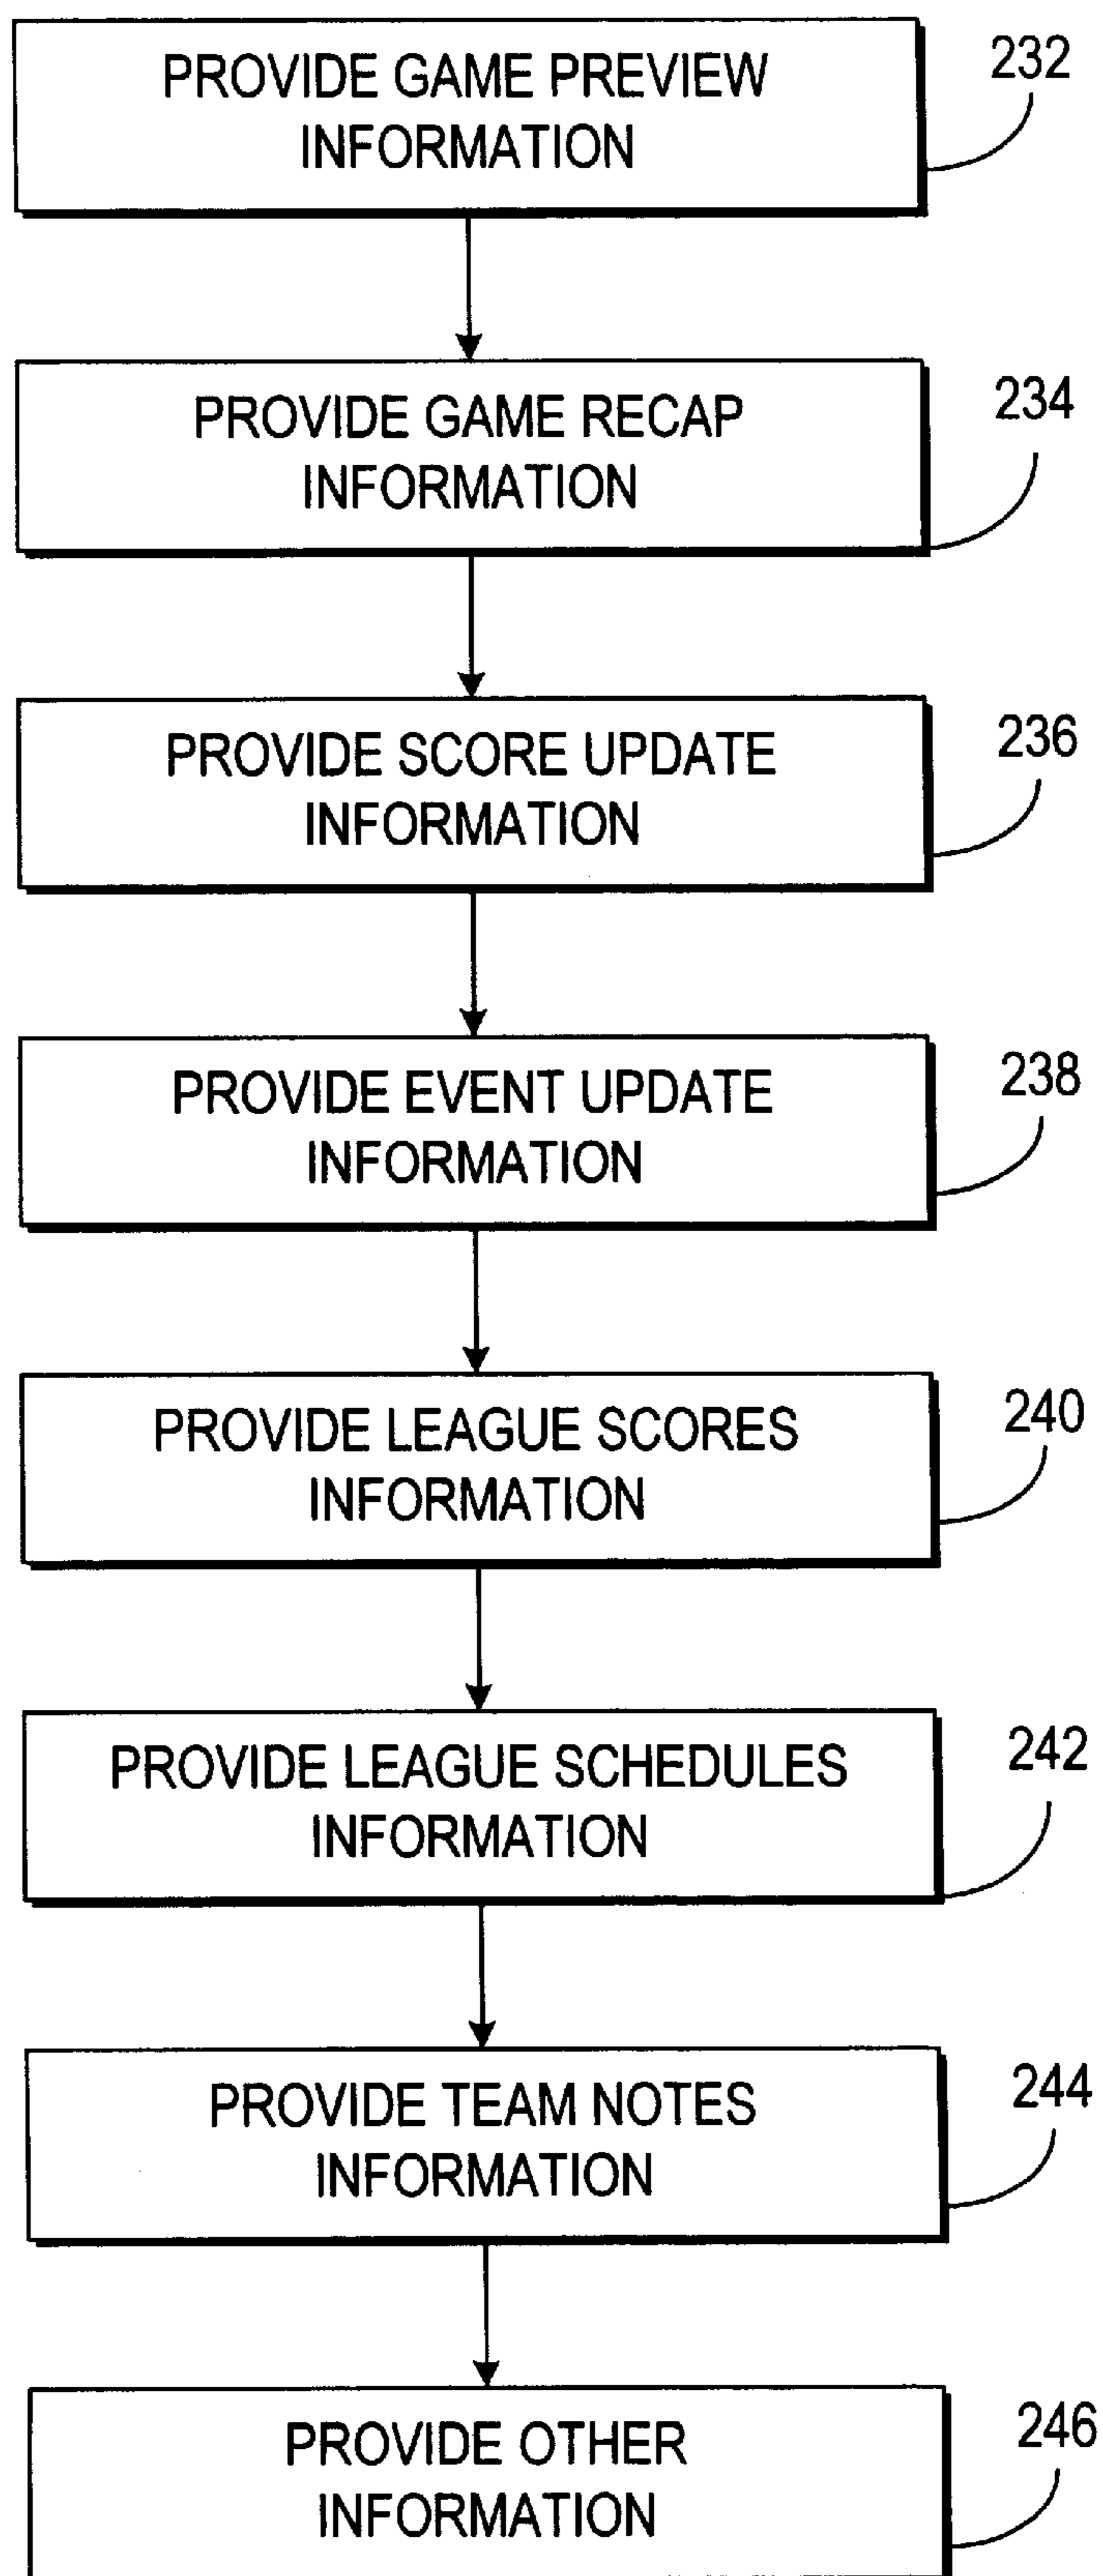 PROVIDE GAME PREVIEW
INFORMATION
232
PROVIDE GAME RECAP
INFORMATION
234
PROVIDE SCORE UPDATE
INFORMATION
236
PROVIDE EVENT UPDATE
INFORMATION
238
PROVIDE LEAGUE SCORES
INFORMATION
240
PROVIDE LEAGUE SCHEDULES
INFORMATION
242
PROVIDE TEAM NOTES
INFORMATION
244
PROVIDE OTHER
INFORMATION
246